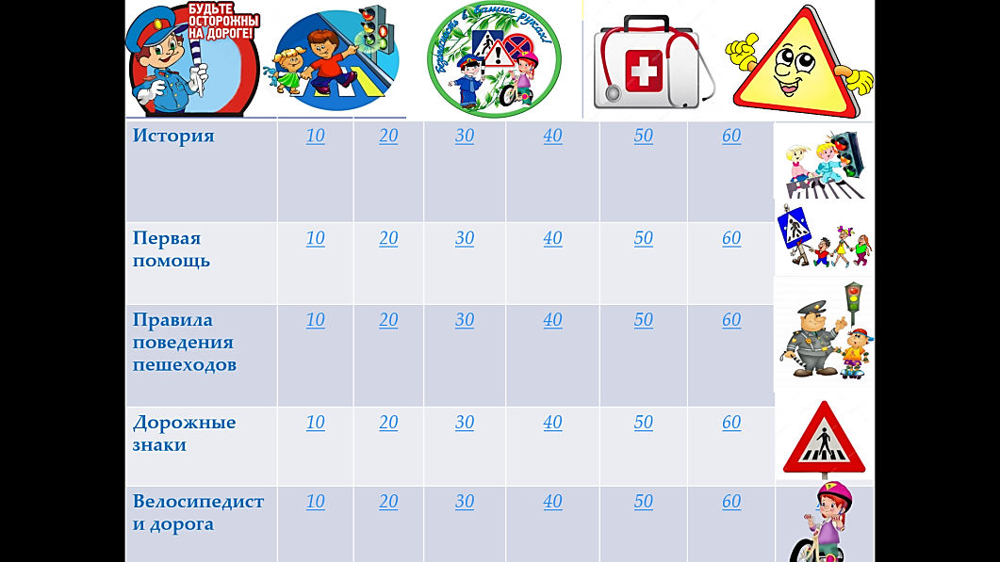 БУДЬТЕ
ОСТОРОЖНЫ
НА ДОРОГЕ!
Безопасность в ваших руках!
История 10 20 30 40 50 60
Первая
помощь 10 20 30 40 50 60
Правила
поведения
пешеходов 10 20 30 40 50 60
Дорожные
знаки 10 20 30 40 50 60
Велосипедист
и дорога 10 20 30 40 50 60